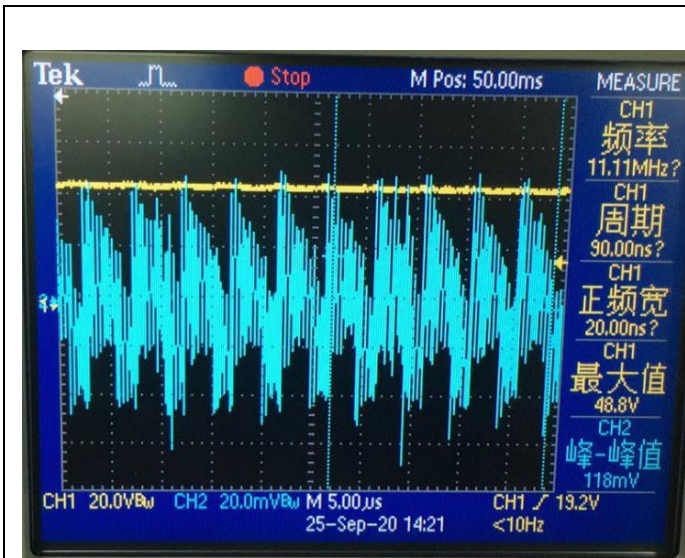 Tek Stop M Pos: 50.00ms MEASURE
CH1
频率
11.11MHz?
CH1
周期
90.00ns?
CH1
正频宽
20.00ns?
CH1
最大值
48.8V
CH2
峰-峰值
118mV
CH1 20.0VBw CH2 20.0mVBw M 5.00µs CH1 19.2V
25-Sep-20 14:21 <10Hz